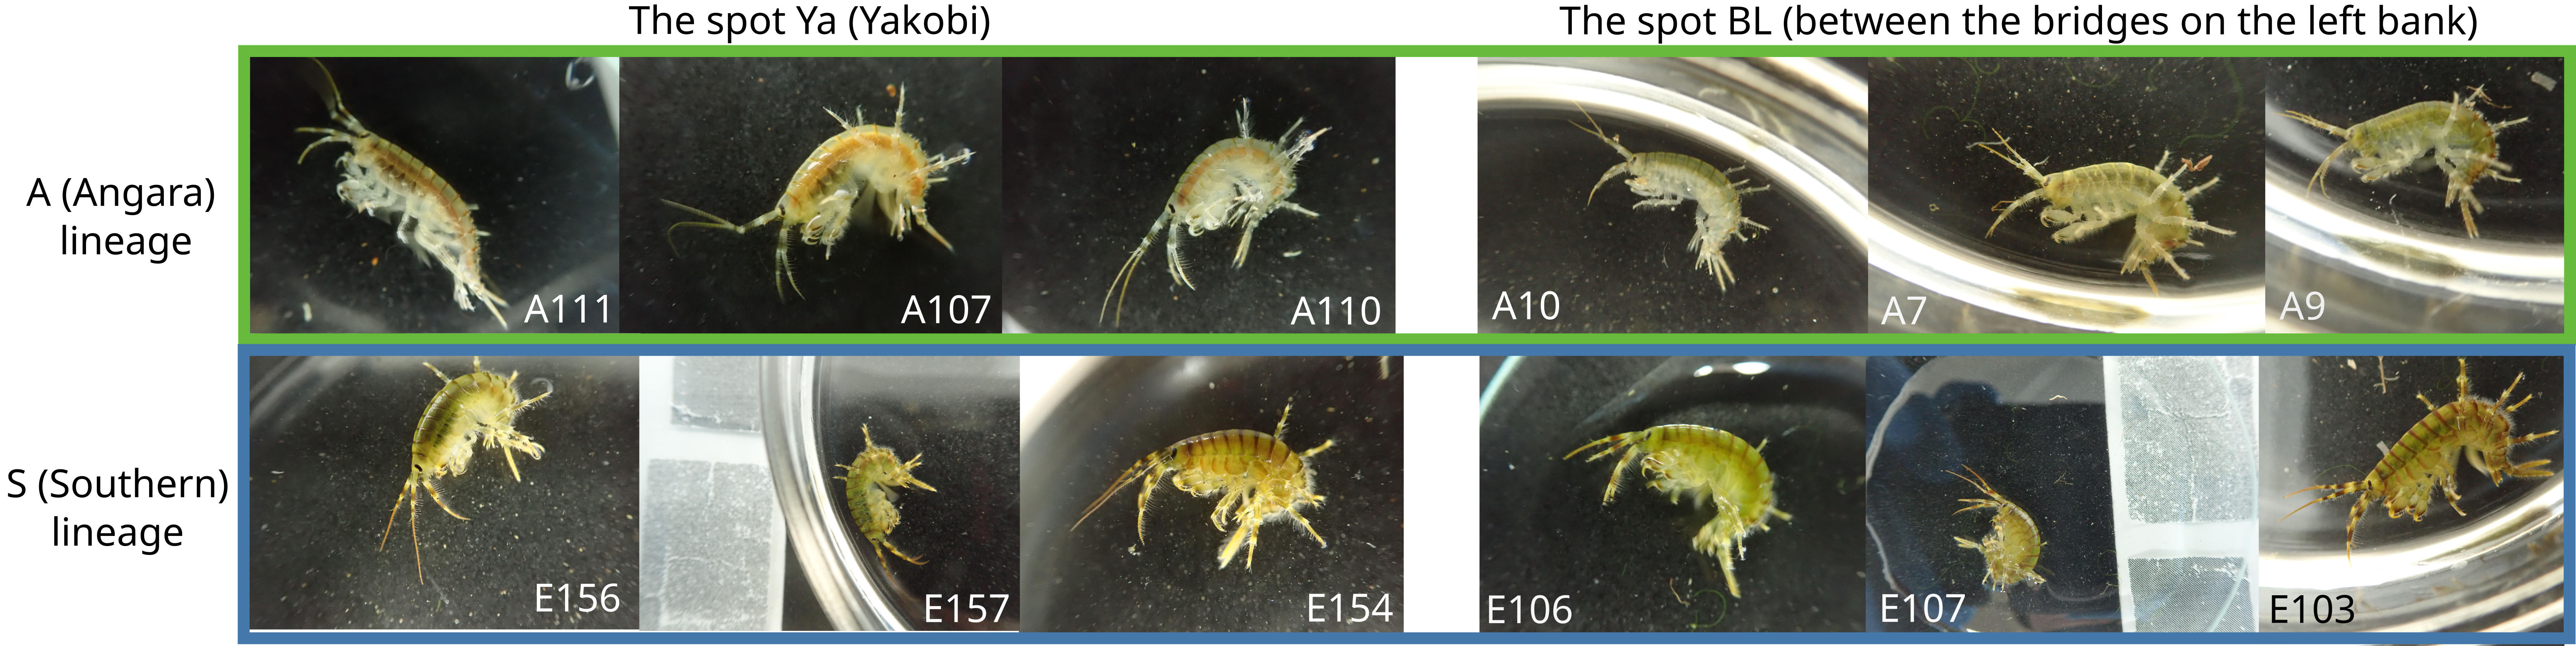 The spot Ya (Yakobi)
The spot BL (between the bridges on the left bank)
A (Angara)
lineage
A111
A107
A110
A10
A7
A9
S (Southern)
lineage
E156
E157
E154
E106
E107
E103